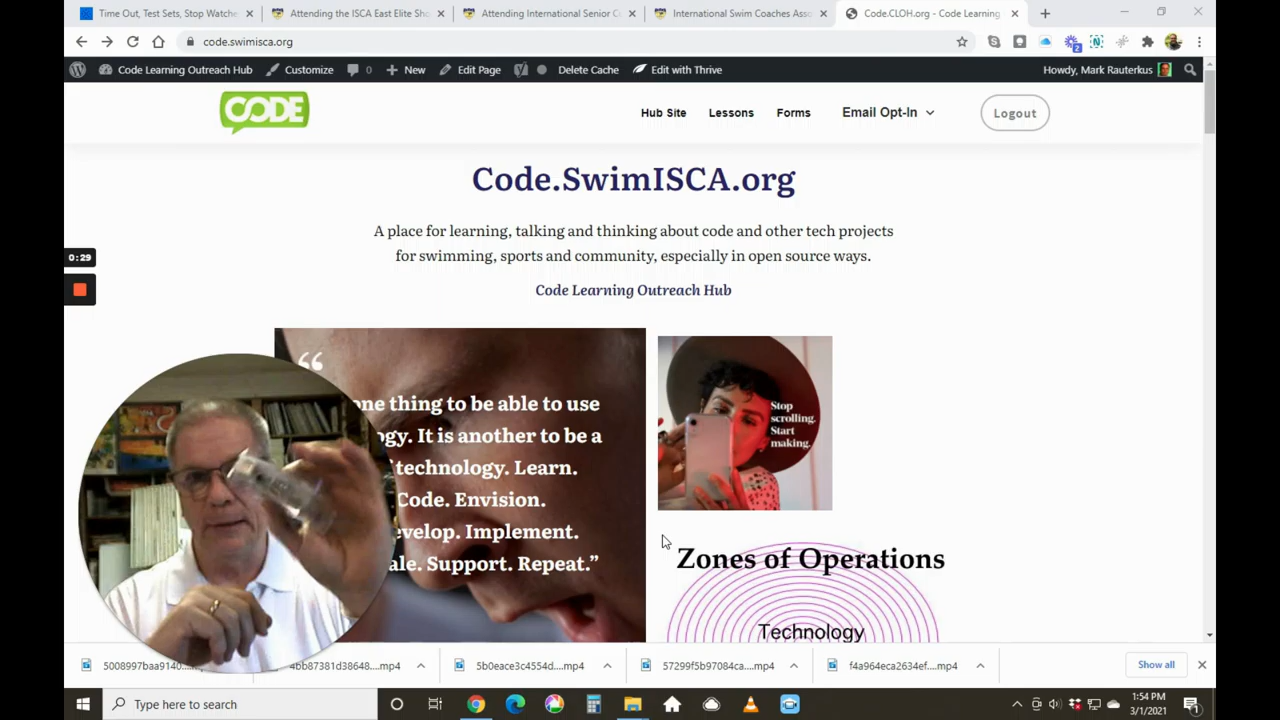 Time Out, Test Sets, Stop Watche
Attending the ISCA East Elite Sho
Attending International Senior C
International Swim Coaches Asso
Code.CLOH.org - Code Learning
code.swimisca.org
2
Code Learning Outreach Hub
Customize
0
New
Edit Page
Delete Cache
Edit with Thrive
Howdy, Mark Rauterkus
CODE
Hub Site
Lessons
Forms
Email Opt-In
Logout
Code.SwimISCA.org
A place for learning, talking and thinking about code and other tech projects
for swimming, sports and community, especially in open source ways.
Code Learning Outreach Hub
0:29
“
one thing to be able to use
ogy. It is another to be a
technology. Learn.
Code. Envision.
evelop. Implement.
ale. Support. Repeat.”
Stop
scrolling.
Start
making.
Zones of Operations
Technology
5008997baa9140...
4bb87381d38648....mp4
5b0eace3c4554d....mp4
57299f5b97084ca....mp4
f4a964eca2634ef....mp4
Show all
Type here to search
1:54 PM
3/1/2021
1